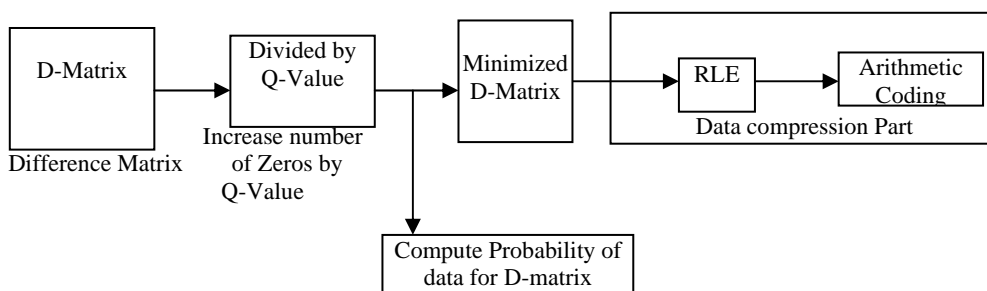 D-Matrix
Difference Matrix
Divided by
Q-Value
Increase number
of Zeros by
Q-Value
Minimized
D-Matrix
RLE
Arithmetic
Coding
Data compression Part
Compute Probability of
data for D-matrix